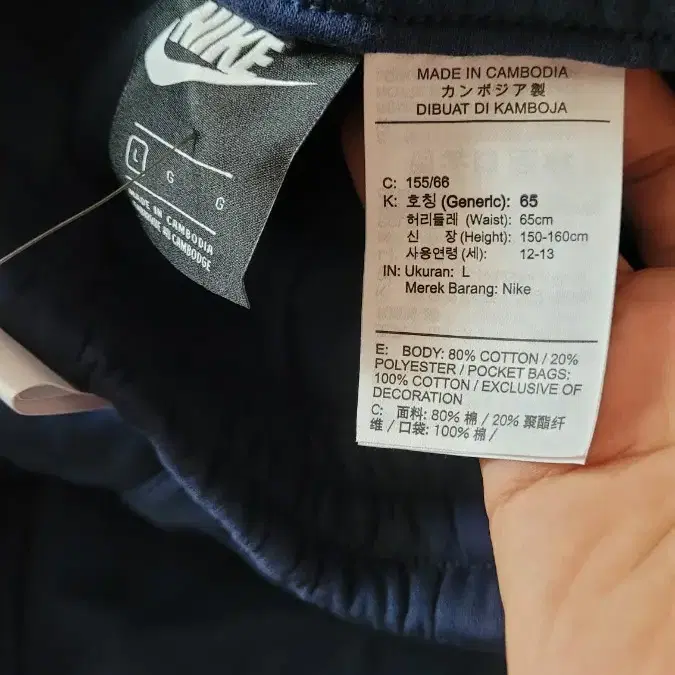 NIKE
L G G
MADE IN CAMBODIA
MADE IN CAMBODIA
カンボジア製
DIBUAT DI KAMBOJA
C: 155/66
K: 호칭 (Generic): 65
허리둘레 (Waist): 65cm
신 장 (Height): 150-160cm
사용연령 (세): 12-13
IN: Ukuran: L
Merek Barang: Nike
E: BODY: 80% COTTON / 20%
POLYESTER / POCKET BAGS:
100% COTTON / EXCLUSIVE OF
DECORATION
C: 面料: 80% 棉 / 20% 聚酯纤
维 / 口袋: 100% 棉 /